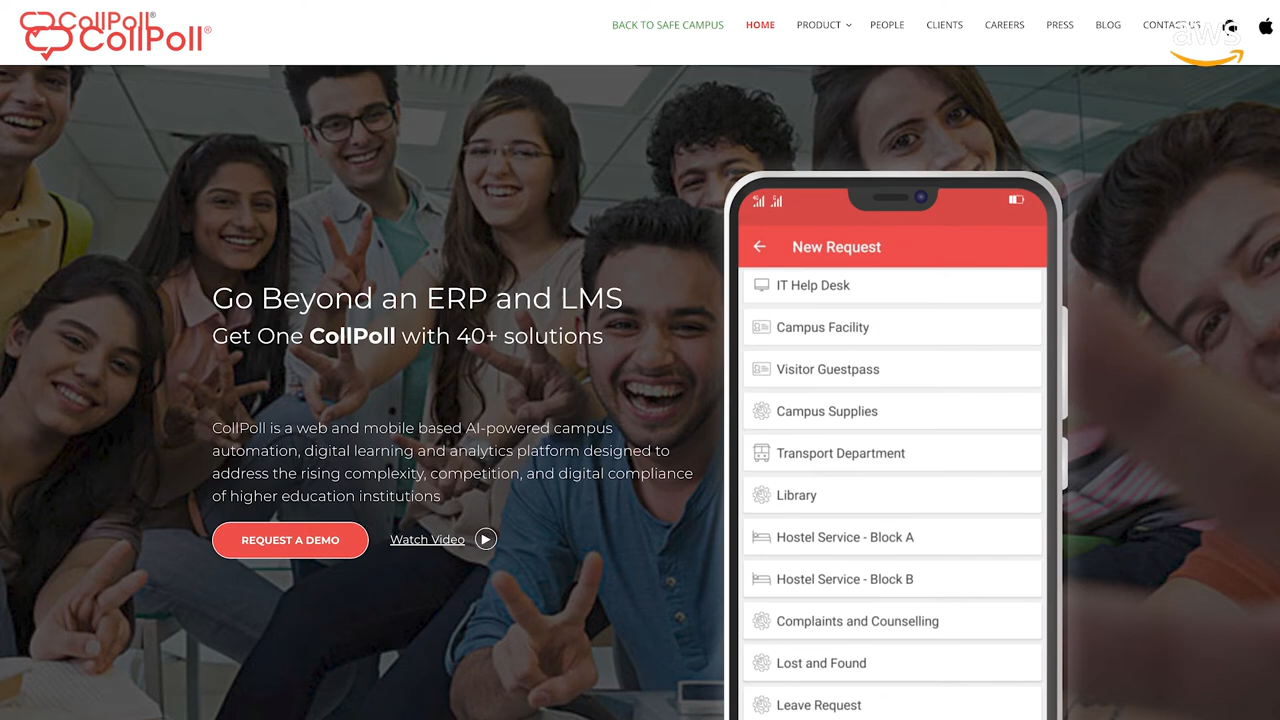 CollPoll®
CollPoll®
BACK TO SAFE CAMPUS
HOME
PRODUCT
PEOPLE
CLIENTS
CAREERS
PRESS
BLOG
CONTACT US
aws
New Request
IT Help Desk
Campus Facility
Visitor Guestpass
Campus Supplies
Transport Department
Library
Hostel Service - Block A
Hostel Service - Block B
Complaints and Counselling
Lost and Found
Leave Request
Go Beyond an ERP and LMS
Get One CollPoll with 40+ solutions
CollPoll is a web and mobile based AI-powered campus
automation, digital learning and analytics platform designed to
address the rising complexity, competition, and digital compliance
of higher education institutions
REQUEST A DEMO
Watch Video